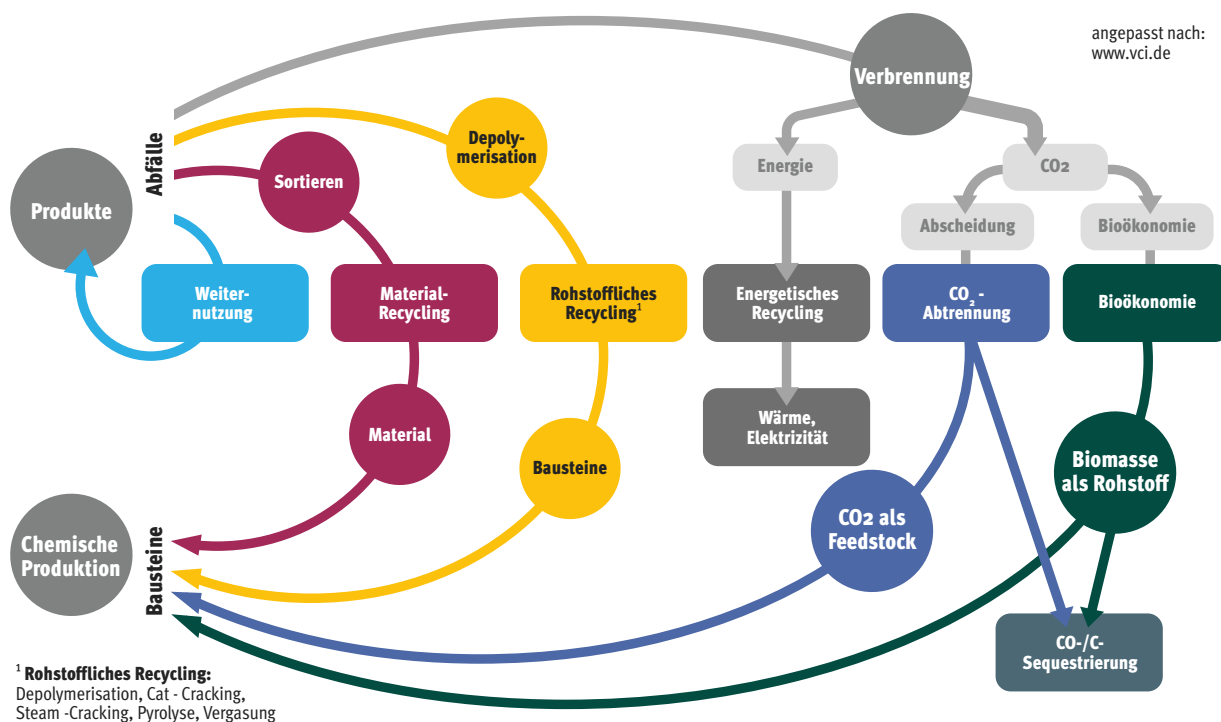 angepasst nach:
www.vci.de
Verbrennung
Abfälle
Depoly-
merisation
Sortieren
Produkte
Energie
CO2
Abscheidung
Bioökonomie
Weiter-
nutzung
Material-
Recycling
Rohstoffliches
Recycling¹
Energetisches
Recycling
CO₂ -
Abtrennung
Bioökonomie
Wärme,
Elektrizität
Material
Bausteine
Biomasse
als Rohstoff
CO2 als
Feedstock
Chemische
Produktion
Bausteine
CO-/C-
Sequestrierung
¹ Rohstoffliches Recycling:
Depolymerisation, Cat - Cracking,
Steam -Cracking, Pyrolyse, Vergasung